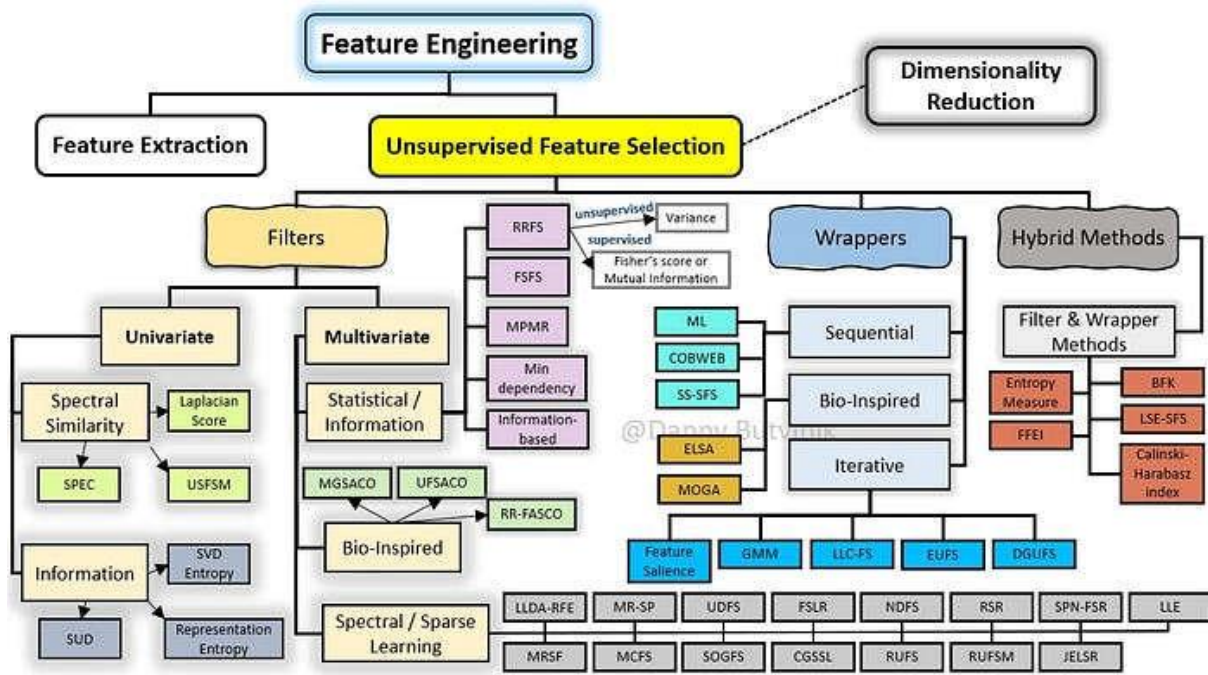 Feature Engineering
Dimensionality
Reduction
Feature Extraction
Unsupervised Feature Selection
Filters
RRFS
unsupervised
Variance
supervised
Fisher's score or
Mutual Information
Wrappers
Hybrid Methods
FSFS
Univariate
Multivariate
MPMR
ML
Sequential
Filter & Wrapper
Methods
COBWEB
Spectral
Similarity
Laplacian
Score
Statistical /
Information
Min
dependency
SS-SFS
Bio-Inspired
Entropy
Measure
BFK
Information-
based
@Danny Butvinik
FFEI
LSE-SFS
SPEC
USFSM
MGSACO
UFSACO
ELSA
Iterative
Calinski-
Harabasz
index
RR-FASCO
MOGA
Bio-Inspired
Information
SVD
Entropy
Feature
Salience
GMM
LLC-FS
EUFS
DGUFS
SUD
Representation
Entropy
Spectral / Sparse
Learning
LLDA-RFE
MR-SP
UDFS
FSLR
NDFS
RSR
SPN-FSR
LLE
MRSF
MCFS
SOGFS
CGSSL
RUFS
RUFSM
JELSR